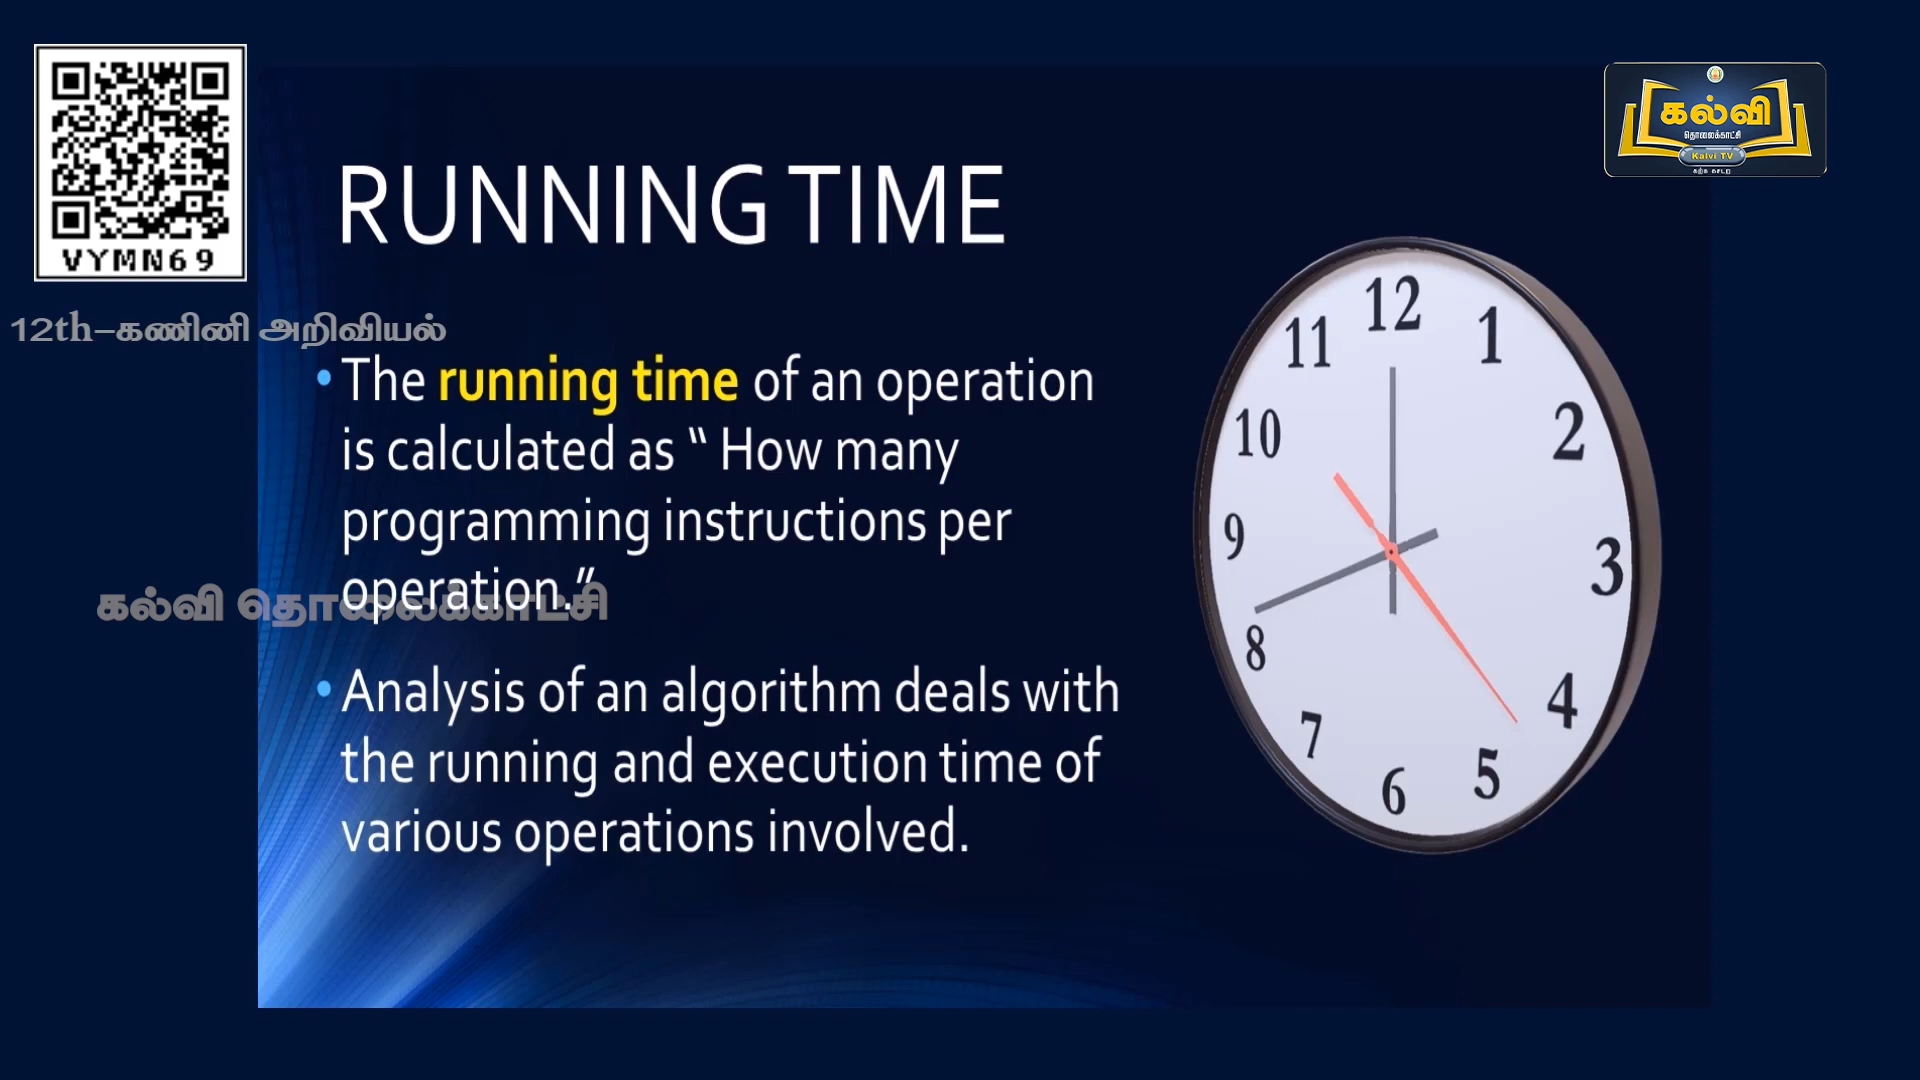 VYMN69
கல்வி
தொலைக்காட்சி
Kalvi TV
கற்க கசடற
RUNNING TIME
12th-கணினி அறிவியல்
• The running time of an operation
is calculated as “ How many
programming instructions per
operation.”
கல்வி தொலைக்காட்சி
• Analysis of an algorithm deals with
the running and execution time of
various operations involved.
12
1
2
3
4
5
6
7
8
9
10
11